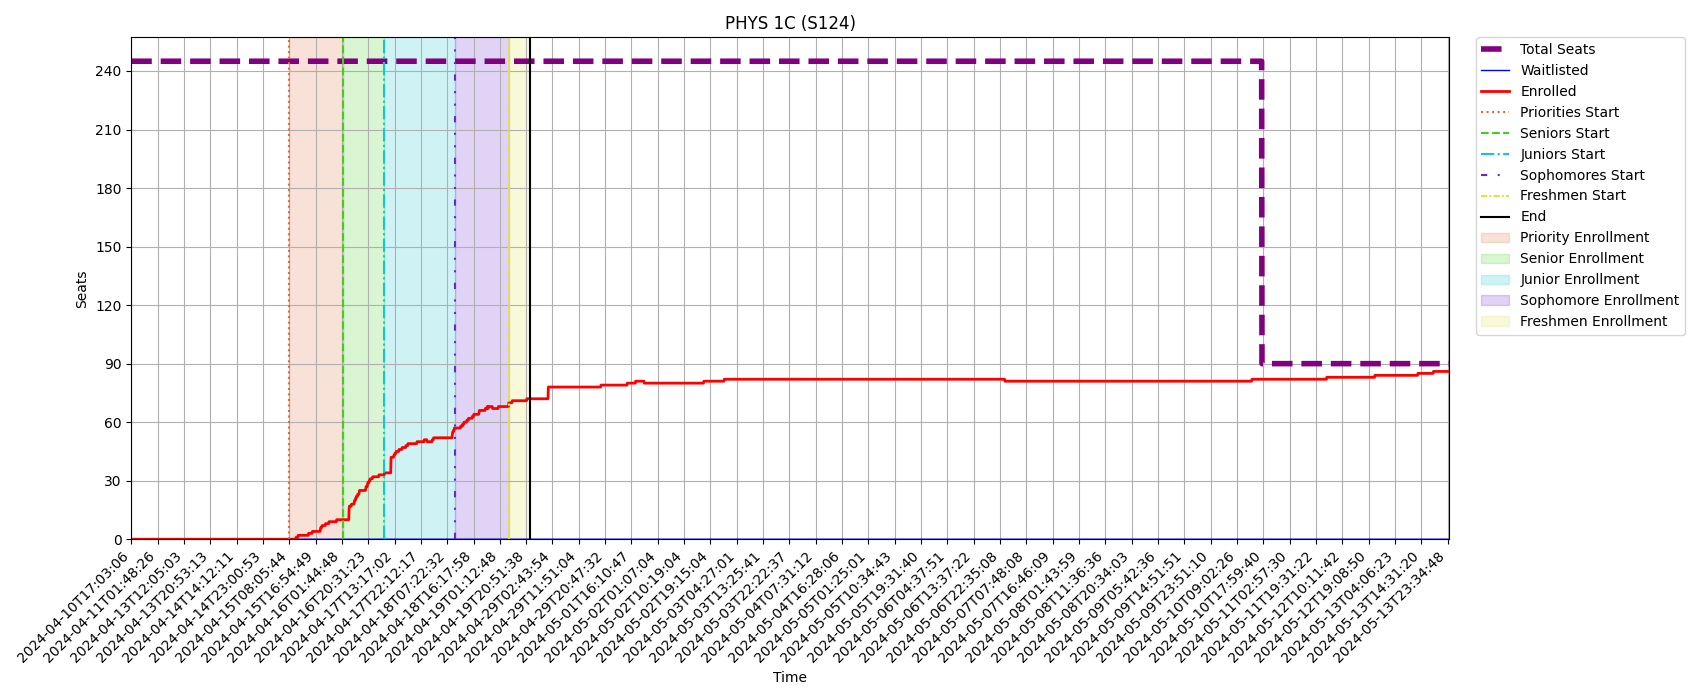 PHYS 1C (S124)
Seats
240
210
180
150
120
90
60
30
0
2024-04-10T17:03:06
2024-04-11T01:48:26
2024-04-13T12:05:03
2024-04-13T20:53:13
2024-04-14T14:12:11
2024-04-14T23:00:53
2024-04-15T08:05:44
2024-04-15T16:54:49
2024-04-16T01:44:48
2024-04-16T20:31:23
2024-04-17T13:17:02
2024-04-17T22:12:17
2024-04-18T07:22:32
2024-04-18T16:17:58
2024-04-19T01:12:48
2024-04-19T20:51:38
2024-04-29T02:43:54
2024-04-29T11:51:04
2024-04-29T20:47:32
2024-05-01T16:10:47
2024-05-02T01:07:04
2024-05-02T10:19:04
2024-05-02T19:15:04
2024-05-03T04:27:01
2024-05-03T13:25:41
2024-05-03T22:22:37
2024-05-04T07:31:12
2024-05-04T16:28:06
2024-05-05T01:25:01
2024-05-05T10:34:43
2024-05-05T19:31:40
2024-05-06T04:37:51
2024-05-06T13:37:22
2024-05-06T22:35:08
2024-05-07T07:48:08
2024-05-07T16:46:09
2024-05-08T01:43:59
2024-05-08T11:36:36
2024-05-08T20:34:03
2024-05-09T05:42:36
2024-05-09T14:51:51
2024-05-09T23:51:10
2024-05-10T09:02:26
2024-05-10T17:59:40
2024-05-11T02:57:30
2024-05-11T19:31:22
2024-05-12T10:11:42
2024-05-12T19:08:50
2024-05-13T04:06:23
2024-05-13T14:31:20
2024-05-13T23:34:48
Time
Total Seats
Waitlisted
Enrolled
Priorities Start
Seniors Start
Juniors Start
Sophomores Start
Freshmen Start
End
Priority Enrollment
Senior Enrollment
Junior Enrollment
Sophomore Enrollment
Freshmen Enrollment